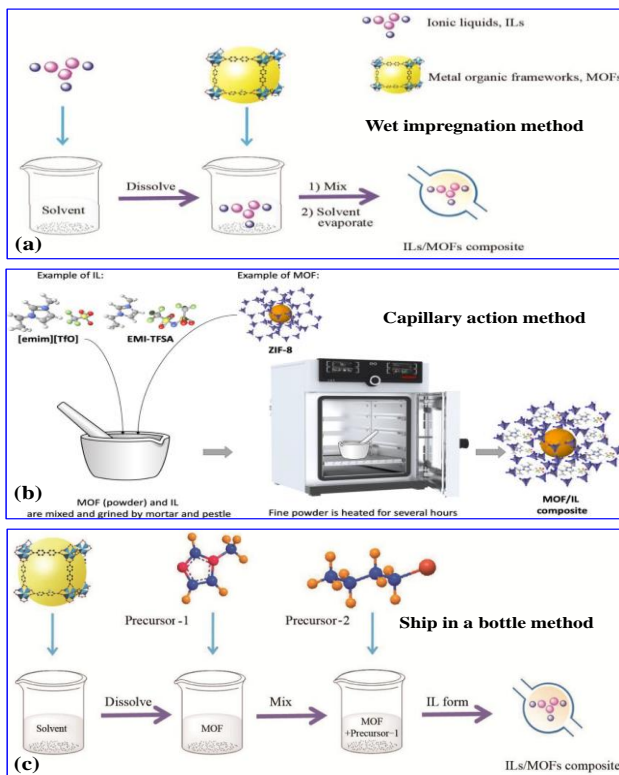 Ionic liquids, ILs
Metal organic frameworks, MOFs
Wet impregnation method
Solvent
Dissolve
1) Mix
2) Solvent
evaporate
ILs/MOFs composite
(a)
Example of IL:
Example of MOF:
[emim][TfO]
EMI-TFSA
ZIF-8
Capillary action method
MOF (powder) and IL
are mixed and grined by mortar and pestle
Fine powder is heated for several hours
MOF/IL
composite
(b)
Precursor-1
Precursor-2
Ship in a bottle method
Solvent
Dissolve
MOF
Mix
MOF
+Precursor-1
IL form
ILs/MOFs composite
(c)